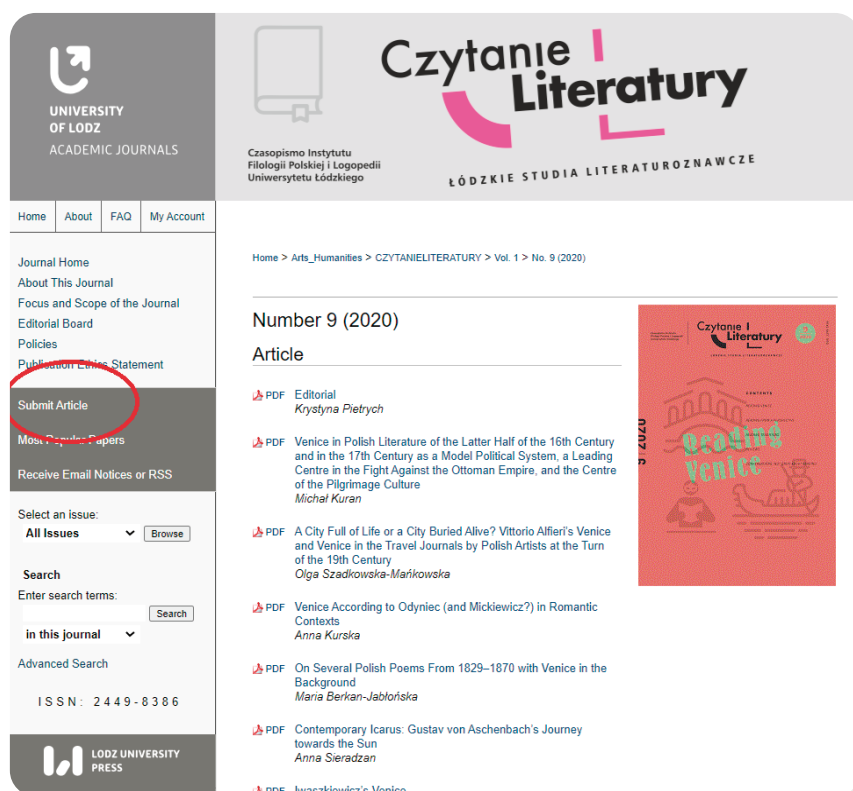 UNIVERSITY
OF LODZ
ACADEMIC JOURNALS
Czytanie
Literatury
Czasopismo Instytutu
Filologii Polskiej i Logopedii
Uniwersytetu Łódzkiego
ŁÓDZKIE STUDIA LITERATUROZNAWCZE
Home
About
FAQ
My Account
Journal Home
About This Journal
Focus and Scope of the Journal
Editorial Board
Policies
Publication Ethics Statement
Submit Article
Most Popular Papers
Receive Email Notices or RSS
Select an issue:
All Issues
Browse
Search
Enter search terms:
Search
in this journal
Advanced Search
ISSN: 2449-8386
LODZ UNIVERSITY
PRESS
Home > Arts_Humanities > CZYTANIELITERATURY > Vol. 1 > No. 9 (2020)
Number 9 (2020)
Article
PDF Editorial
Krystyna Pietrych
PDF Venice in Polish Literature of the Latter Half of the 16th Century
and in the 17th Century as a Model Political System, a Leading
Centre in the Fight Against the Ottoman Empire, and the Centre
of the Pilgrimage Culture
Michał Kuran
PDF A City Full of Life or a City Buried Alive? Vittorio Alfieri's Venice
and Venice in the Travel Journals by Polish Artists at the Turn
of the 19th Century
Olga Szadkowska-Mańkowska
PDF Venice According to Odyniec (and Mickiewicz?) in Romantic
Contexts
Anna Kurska
PDF On Several Polish Poems From 1829–1870 with Venice in the
Background
Maria Berkan-Jabłońska
PDF Contemporary Icarus: Gustav von Aschenbach's Journey
towards the Sun
Anna Sieradzan
PDF Iwaszkiewicz's Venice
Czytanie
Literatury
CONTENTS
9/2020
Reading
Venice